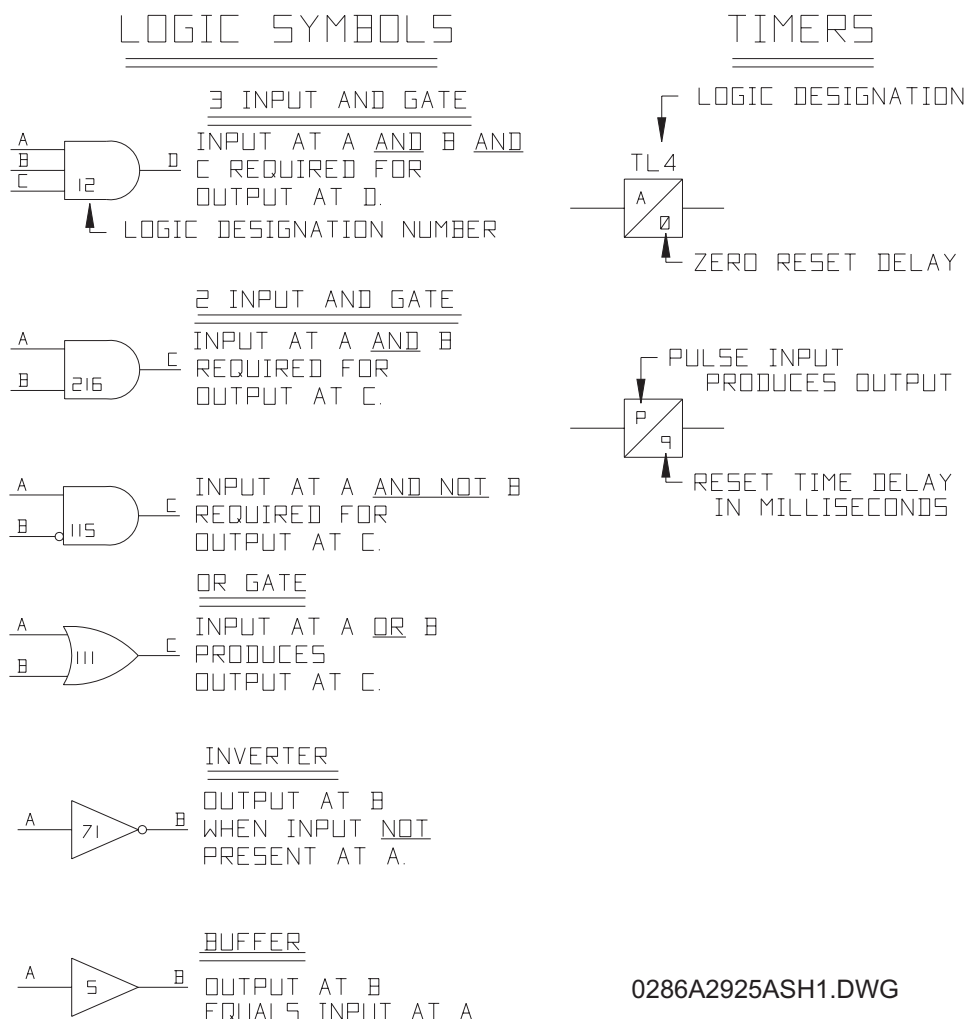 LOGIC SYMBOLS
3 INPUT AND GATE
A
B
C
12
D
INPUT AT A AND B AND
C REQUIRED FOR
OUTPUT AT D.
LOGIC DESIGNATION NUMBER
2 INPUT AND GATE
A
B
216
C
INPUT AT A AND B
REQUIRED FOR
OUTPUT AT C.
A
B
115
C
INPUT AT A AND NOT B
REQUIRED FOR
OUTPUT AT C.
OR GATE
A
B
111
C
INPUT AT A OR B
PRODUCES
OUTPUT AT C.
INVERTER
A
71
B
OUTPUT AT B
WHEN INPUT NOT
PRESENT AT A.
BUFFER
A
5
B
OUTPUT AT B
EQUALS INPUT AT A
TIMERS
LOGIC DESIGNATION
TL4
A
0
ZERO RESET DELAY
PULSE INPUT
PRODUCES OUTPUT
P
9
RESET TIME DELAY
IN MILLISECONDS
0286A2925ASH1.DWG